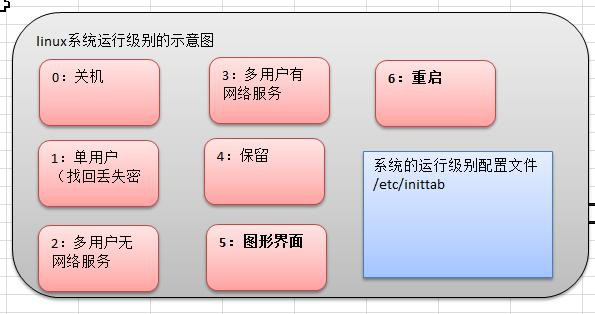 linux系统运行级别的示意图
0：关机
1：单用户
（找回丢失密
2：多用户无
网络服务
3：多用户有
网络服务
4：保留
5：图形界面
6：重启
系统的运行级别配置文件
/etc/inittab